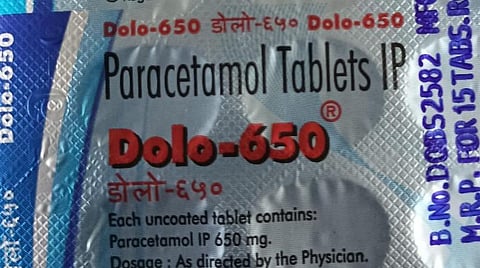 Dolo-650 डोलो-६५० Dolo-650
Paracetamol Tablets IP
Dolo-650®
डोलो-६५०
Each uncoated tablet contains:
Paracetamol IP 650 mg.
Dosage : As directed by the Physician.
Dolo-650
B.NO.DOBS2582
M.R.P. FOR 15 TABS.